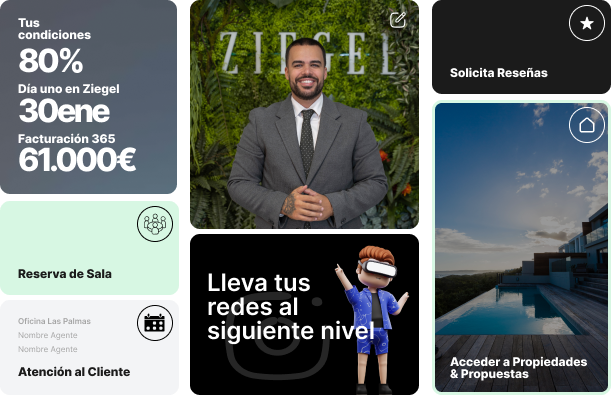 Tus
condiciones
80%
Día uno en Ziegel
30ene
Facturación 365
61.000€
Reserva de Sala
Oficina Las Palmas
Nombre Agente
Nombre Agente
Atención al Cliente
ZIEGEL
Lleva tus
redes al
siguiente nivel
Solicita Reseñas
Acceder a Propiedades
& Propuestas